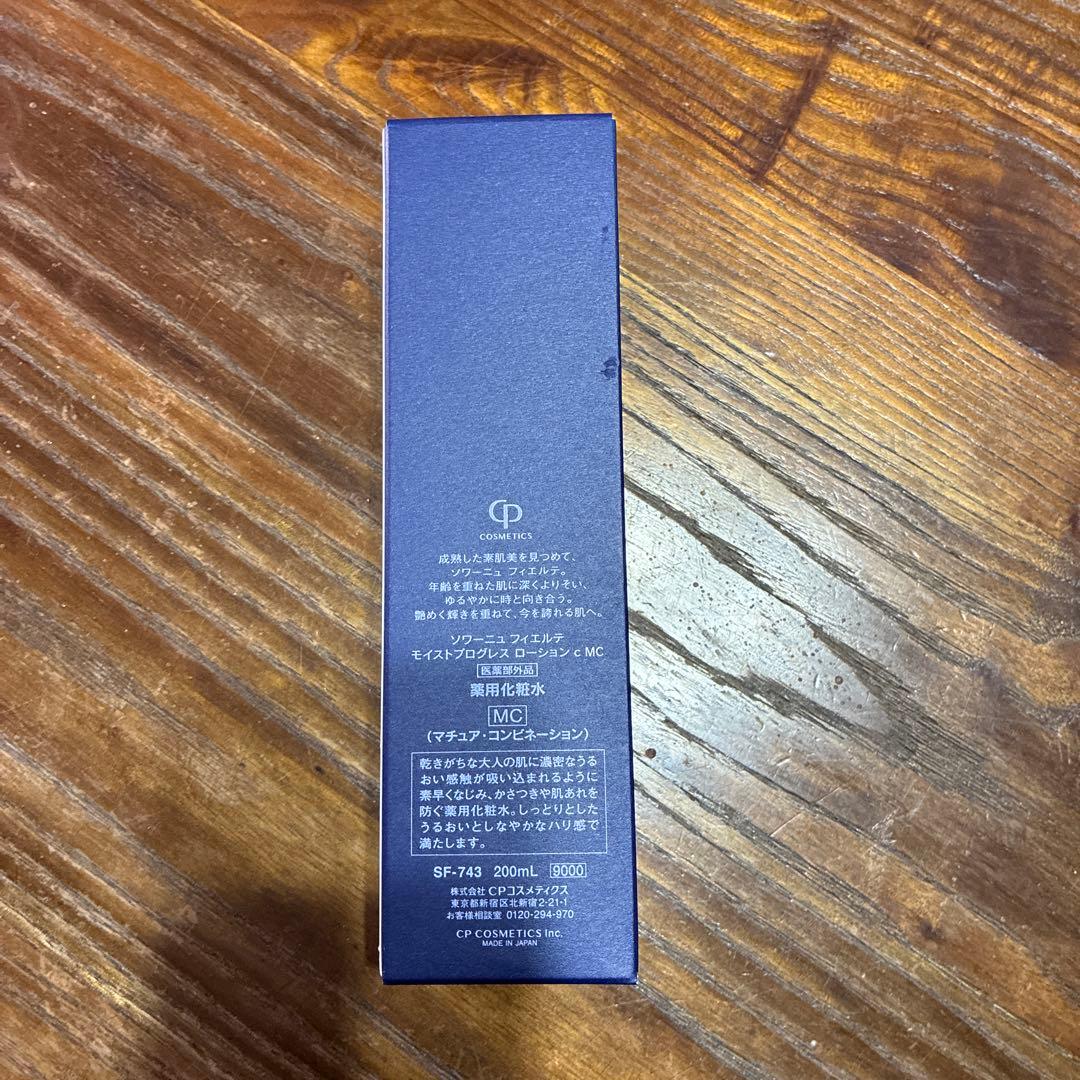 CP
COSMETICS
成熟した素肌美を見つめて、
ソワーニュ フィエルテ。
年齢を重ねた肌に深くよりそい、
ゆるやかに時と向き合う。
艶めく輝きを重ねて、今を誇れる肌へ。
ソワーニュ フィエルテ
モイストプログレス ローション c MC
医薬部外品
薬用化粧水
MC
(マチュア・コンビネーション)
乾きがちな大人の肌に濃密なうる
おい感触が吸い込まれるように
素早くなじみ、かさつきや肌あれを
防ぐ薬用化粧水。しっとりとした
うるおいとしなやかなハリ感で
満たします。
SF-743 200mL 9000
株式会社 CPコスメティクス
東京都新宿区北新宿2-21-1
お客様相談室 0120-294-970
CP COSMETICS Inc.
MADE IN JAPAN